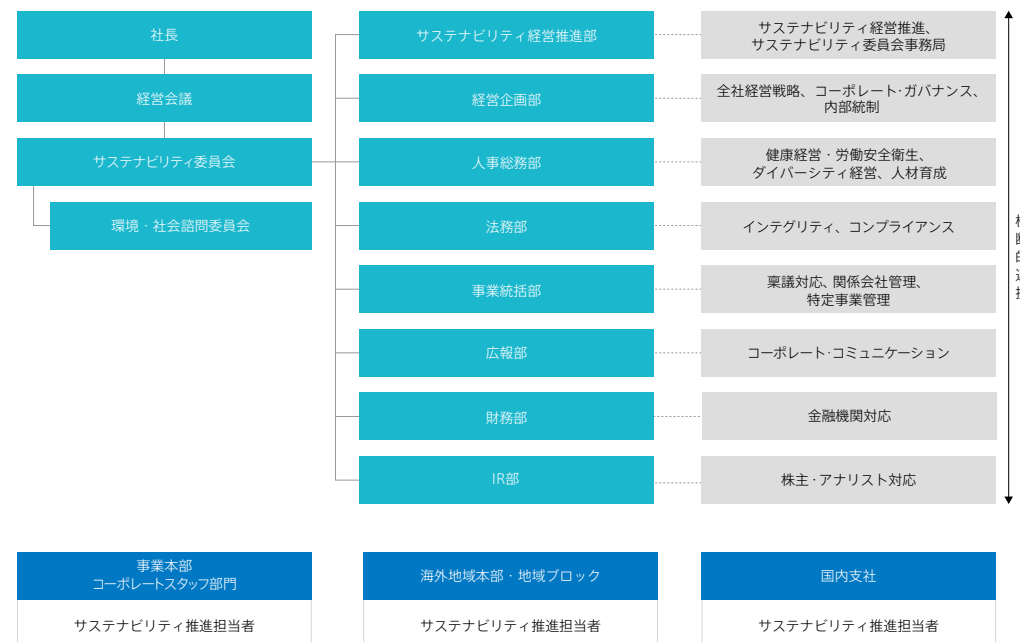 社長
経営会議
サステナビリティ委員会
環境・社会諮問委員会
サステナビリティ経営推進部
サステナビリティ経営推進、
サステナビリティ委員会事務局
経営企画部
全社経営戦略、コーポレート・ガバナンス、
内部統制
人事総務部
健康経営・労働安全衛生、
ダイバーシティ経営、人材育成
法務部
インテグリティ、コンプライアンス
事業統括部
稟議対応、関係会社管理、
特定事業管理
広報部
コーポレート・コミュニケーション
財務部
金融機関対応
IR部
株主・アナリスト対応
事業本部
コーポレートスタッフ部門
サステナビリティ推進担当者
海外地域本部・地域ブロック
サステナビリティ推進担当者
国内支社
サステナビリティ推進担当者